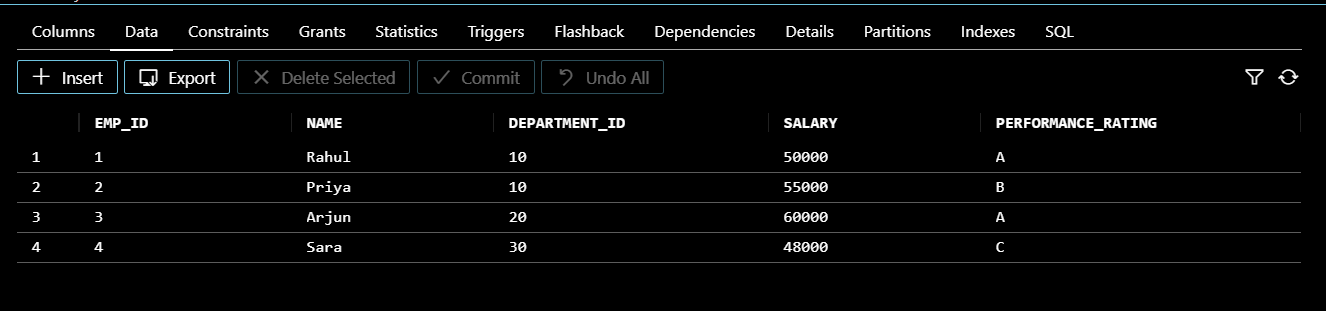 Columns Data Constraints Grants Statistics Triggers Flashback Dependencies Details Partitions Indexes SQL
Insert Export Delete Selected Commit Undo All
EMP_ID NAME DEPARTMENT_ID SALARY PERFORMANCE_RATING
1 1 Rahul 10 50000 A
2 2 Priya 10 55000 B
3 3 Arjun 20 60000 A
4 4 Sara 30 48000 C